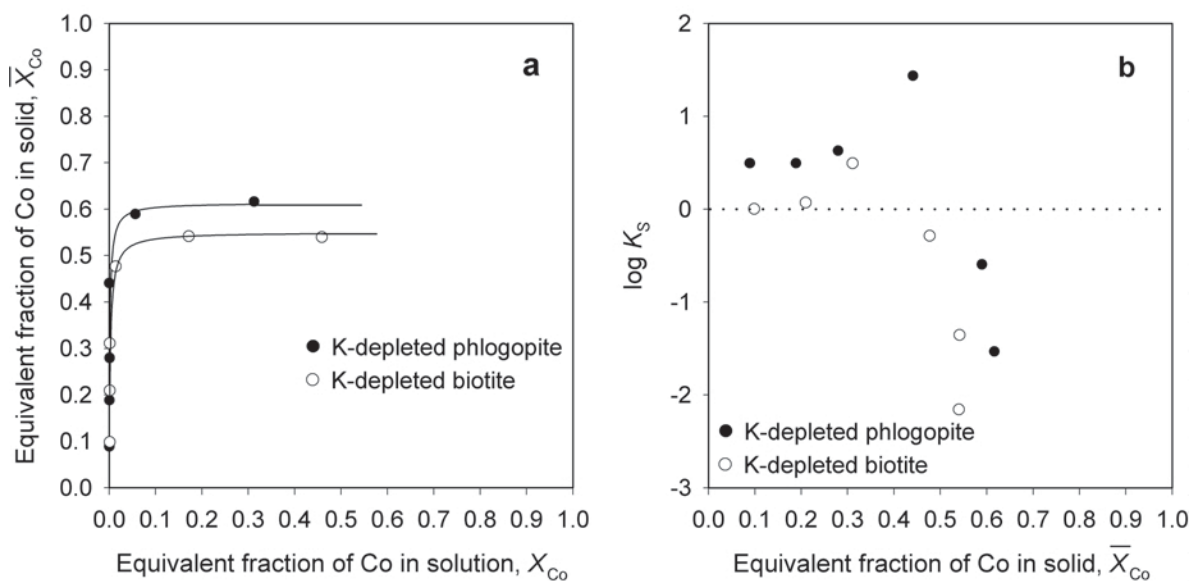 a
Equivalent fraction of Co in solid, X̅Co
1.0
0.9
0.8
0.7
0.6
0.5
0.4
0.3
0.2
0.1
0.0
K-depleted phlogopite
K-depleted biotite
0.0 0.1 0.2 0.3 0.4 0.5 0.6 0.7 0.8 0.9 1.0
Equivalent fraction of Co in solution, XCo
b
log KS
2
1
0
-1
-2
-3
K-depleted phlogopite
K-depleted biotite
0.0 0.1 0.2 0.3 0.4 0.5 0.6 0.7 0.8 0.9 1.0
Equivalent fraction of Co in solid, X̅Co